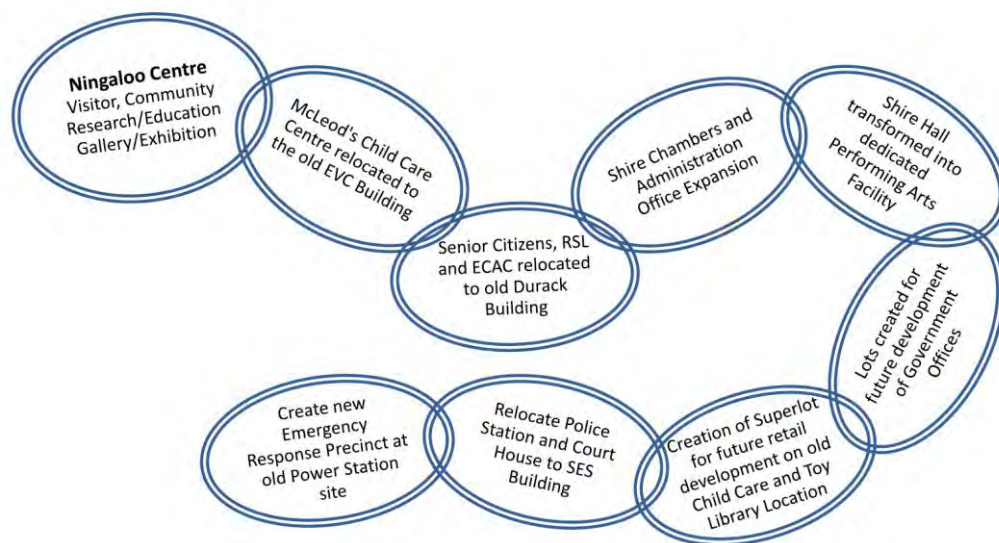 Ningaloo Centre
Visitor, Community
Research/Education
Gallery/Exhibition
McLeod's Child Care
Centre relocated to
the old EVC Building
Senior Citizens, RSL
and ECAC relocated
to old Durack
Building
Shire Chambers and
Administration
Office Expansion
Shire Hall
transformed into
dedicated
Performing Arts
Facility
Lots created for
future development
of Government
Offices
Creation of Superlot
for future retail
development on old
Child Care and Toy
Library Location
Relocate Police
Station and Court
House to SES
Building
Create new
Emergency
Response Precinct at
old Power Station
site